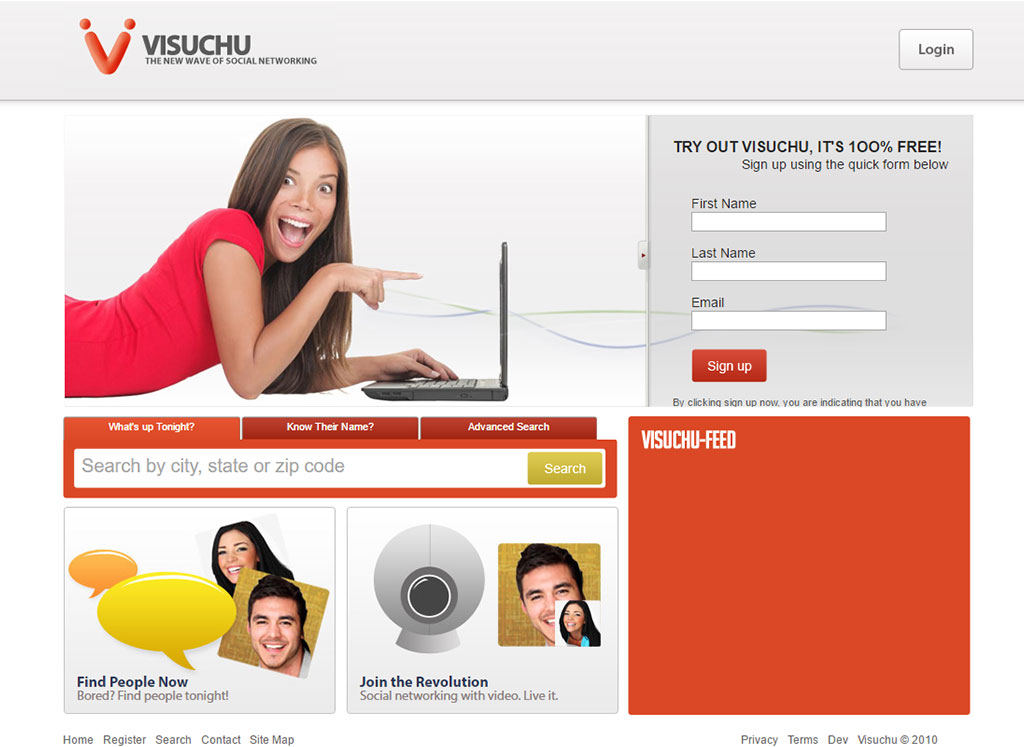 VISUCHU
THE NEW WAVE OF SOCIAL NETWORKING
Login
TRY OUT VISUCHU, IT'S 100% FREE!
Sign up using the quick form below
First Name
Last Name
Email
Sign up
By clicking sign up now, you are indicating that you have
What's up Tonight?
Know Their Name?
Advanced Search
Search by city, state or zip code
Search
VISUCHU-FEED
Find People Now
Bored? Find people tonight!
Join the Revolution
Social networking with video. Live it.
Home Register Search Contact Site Map
Privacy Terms Dev Visuchu © 2010